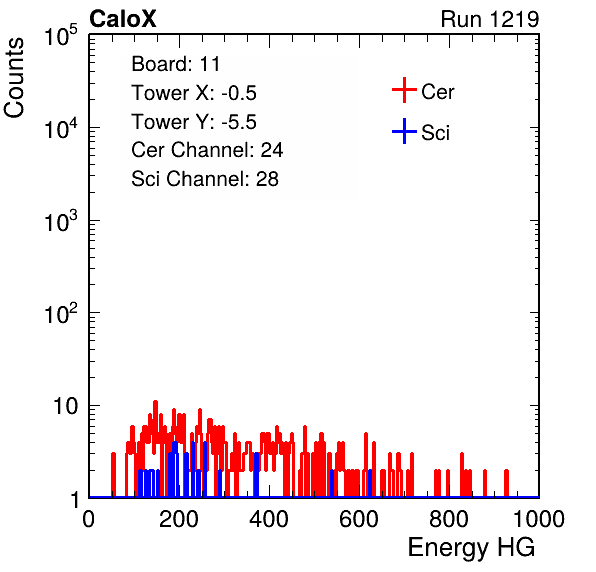 CaloX Run 1219
Counts
Board: 11
Tower X: -0.5
Tower Y: -5.5
Cer Channel: 24
Sci Channel: 28
Cer
Sci
10^5
10^4
10^3
10^2
10
1
0 200 400 600 800 1000
Energy HG